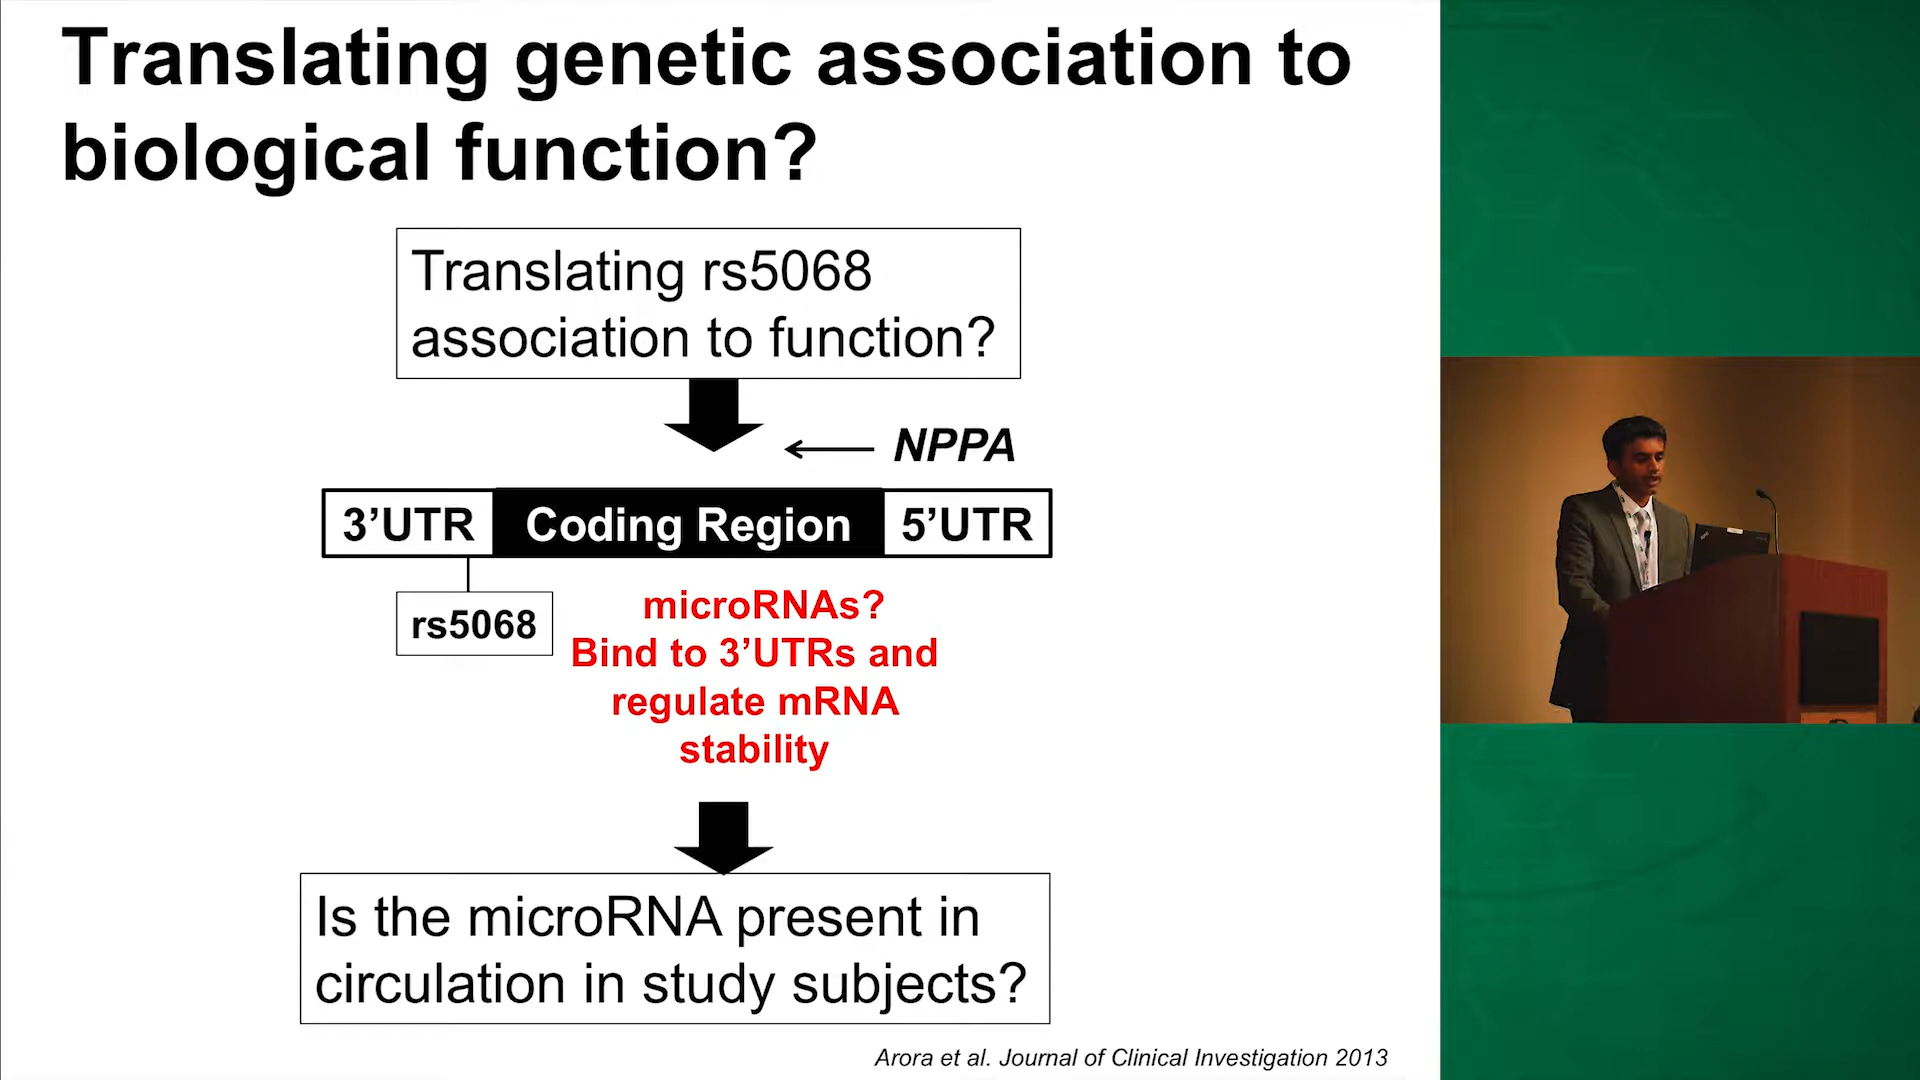 Translating genetic association to
biological function?
Translating rs5068
association to function?
NPPA
3’UTR Coding Region 5’UTR
rs5068
microRNAs?
Bind to 3’UTRs and
regulate mRNA
stability
Is the microRNA present in
circulation in study subjects?
Arora et al. Journal of Clinical Investigation 2013